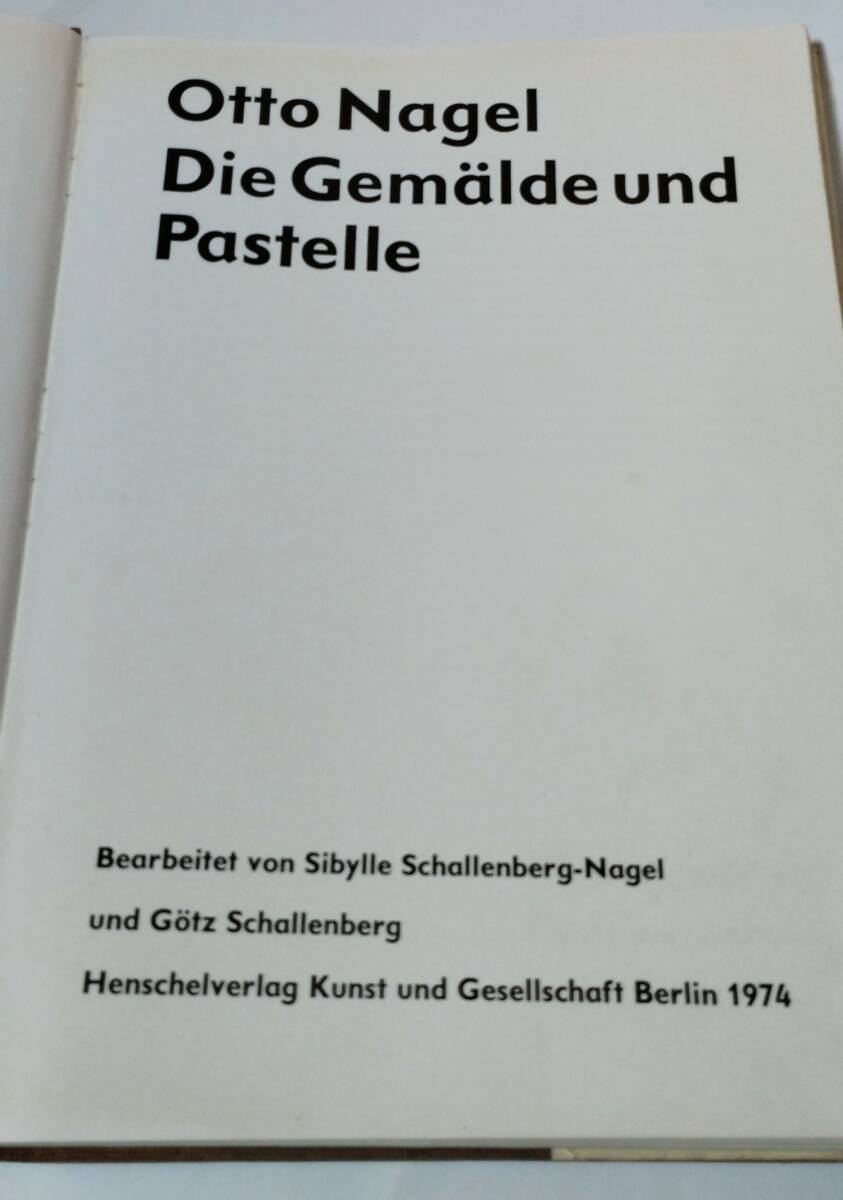 Otto Nagel
Die Gemälde und
Pastelle
Bearbeitet von Sibylle Schallenberg-Nagel
und Götz Schallenberg
Henschelverlag Kunst und Gesellschaft Berlin 1974